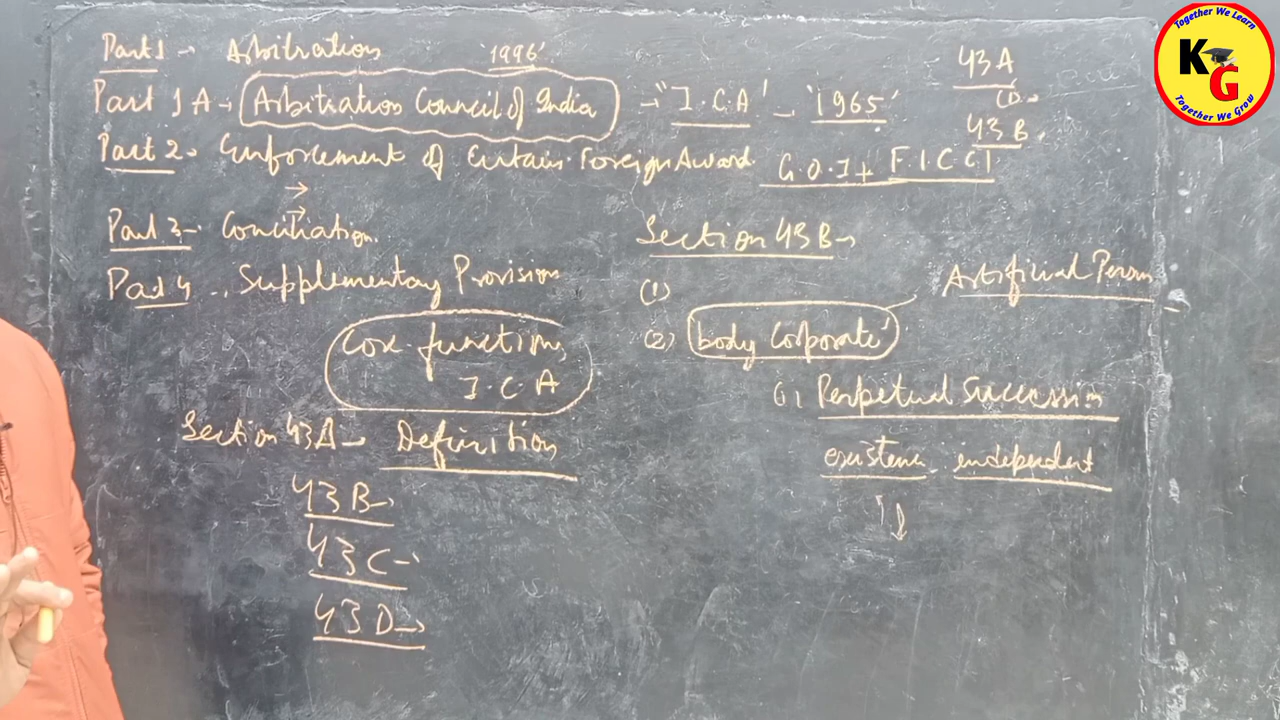 Part 1 - Arbitration '1996'
Part 1A - Arbitration Council of India - "I.C.A' - '1965'
Part 2 - Enforcement of Certain Foreign Award. G.O.I + F.I.C.C.I.
Part 3 - Conciliation.
Part 4 - Supplementary Provision
Core function,
I.C.A
Section 43A - Definition
43B -
43C -
43D -
43A
(1) -
43B.
Section 43B -
(1)
(2) body corporate' Artificial Person
(i) Perpetual Succession
existence independent
Together We Learn
KG
Together We Grow